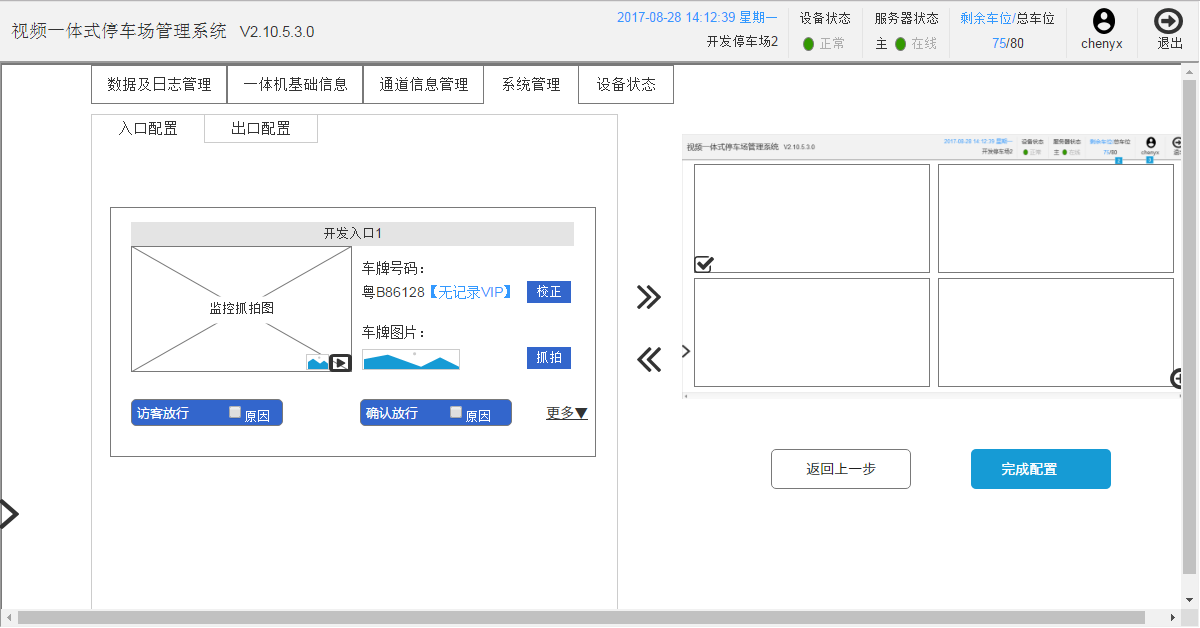 视频一体式停车场管理系统 V2.10.5.3.0
2017-08-28 14:12:39 星期一
开发停车场2
设备状态
正常
服务器状态
主 在线
剩余车位/总车位
75/80
chenyx
退出
数据及日志管理 一体机基础信息 通道信息管理 系统管理 设备状态
入口配置 出口配置
开发入口1
监控抓拍图
车牌号码：
粤B86128【无记录VIP】 校正
车牌图片：
抓拍
访客放行 原因 确认放行 原因 更多▼
视频一体式停车场管理系统 V2.10.5.3.0
2017-08-28 14:12:39 星期一
开发停车场2
设备状态
正常
服务器状态
主 在线
剩余车位/总车位
75/80
chenyx
返回上一步 完成配置